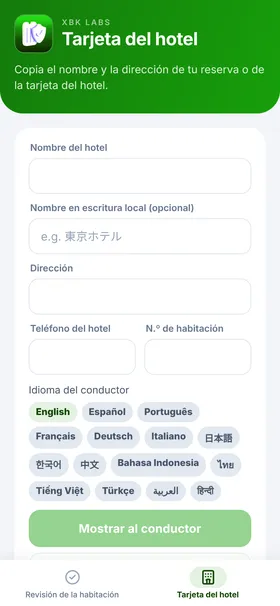 XBK LABS
Tarjeta del hotel
Copia el nombre y la dirección de tu reserva o de
la tarjeta del hotel.
Nombre del hotel
Nombre en escritura local (opcional)
e.g. 東京ホテル
Dirección
Teléfono del hotel
N.º de habitación
Idioma del conductor
English Español Português
Français Deutsch Italiano 日本語
한국어 中文 Bahasa Indonesia ไทย
Tiếng Việt Türkçe العربية हिन्दी
Mostrar al conductor
Revisión de la habitación
Tarjeta del hotel